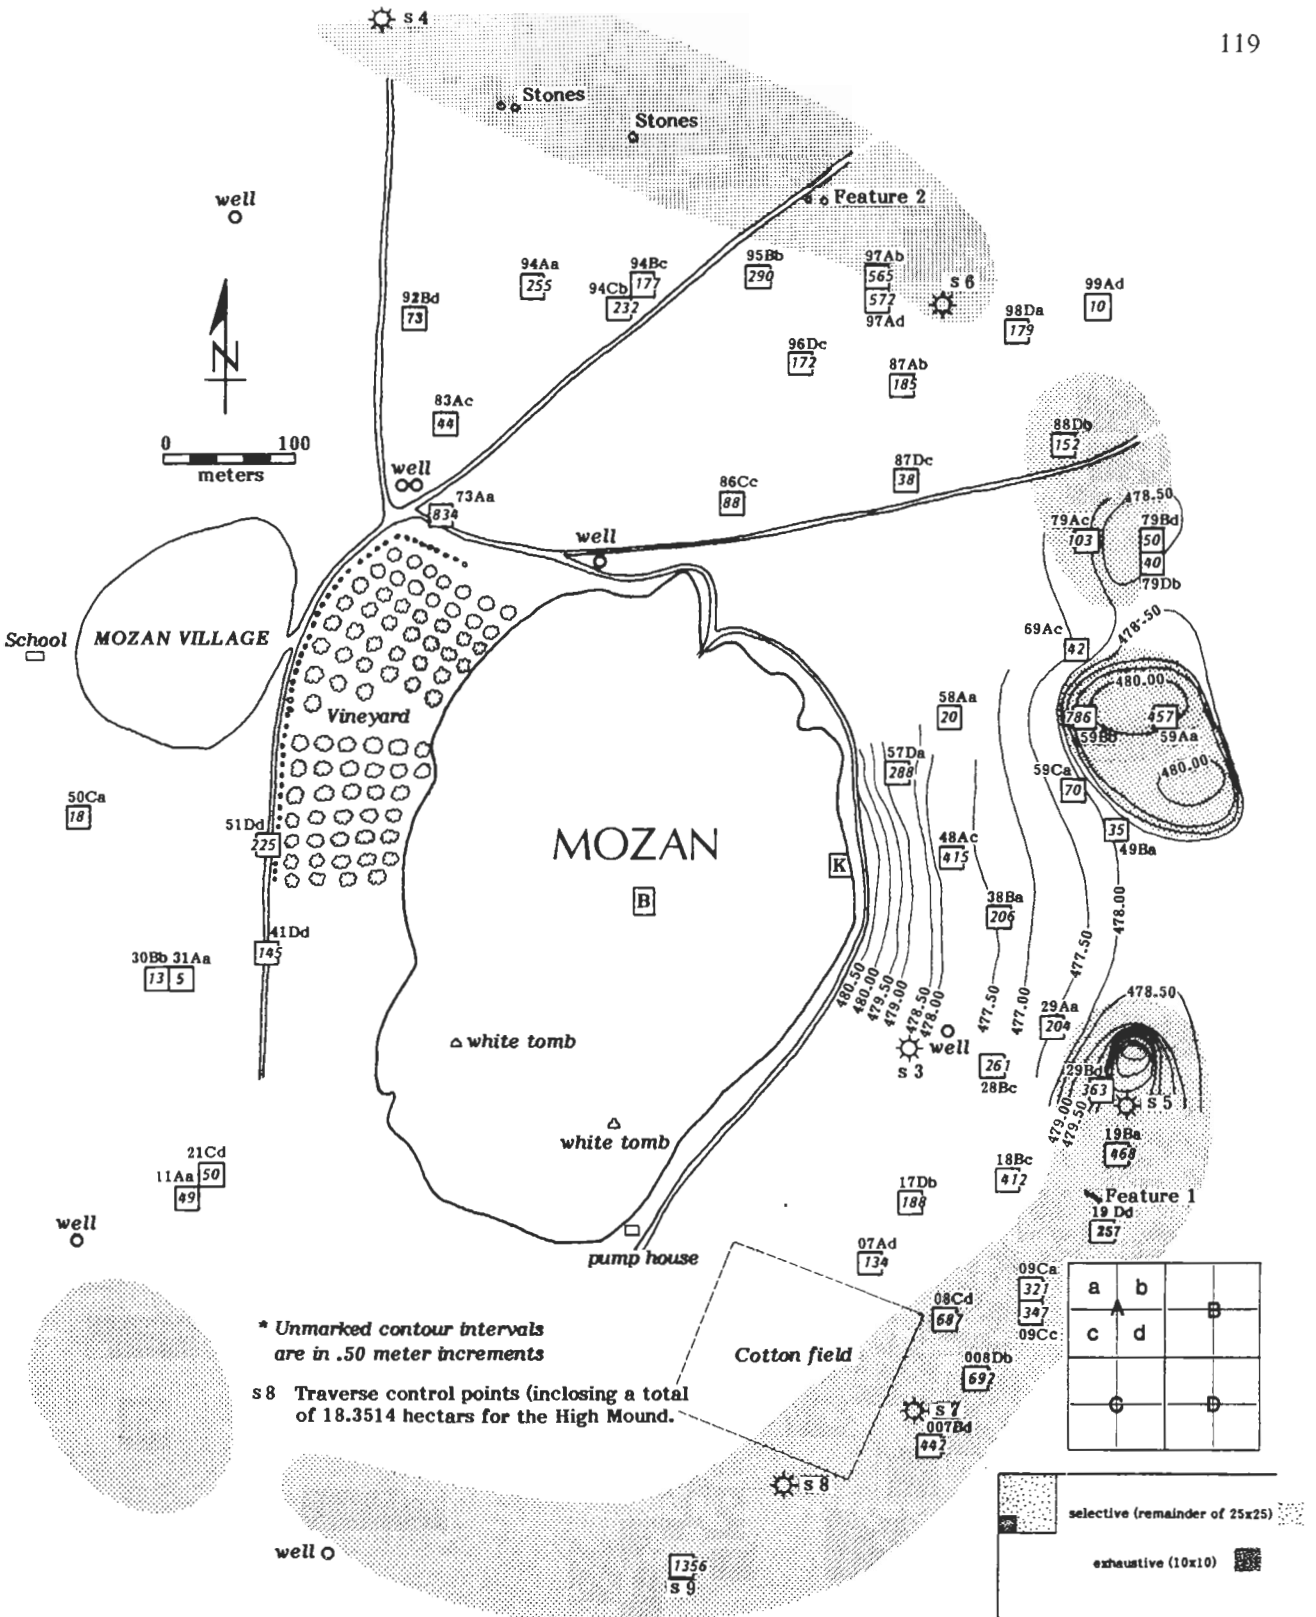 119
s 4
Stones
Stones
well
Feature 2
94Aa
255
94Bc
177
94Cb
232
95Bb
290
97Ab
565
572
97Ad
s 6
99Ad
10
98Da
179
92Bd
73
N
96Dc
172
87Ab
185
83Ac
44
0 100
meters
88Db
152
well
87Dc
38
86Cc
88
73Aa
834
478.50
79Ac
103
79Bd
50
40
79Db
well
478.50
69Ac
42
School
MOZAN VILLAGE
480.00
786
59Bb
457
59Aa
58Aa
20
Vineyard
57Da
288
480.00
59Ca
70
50Ca
18
51Dd
225
35
49Ba
MOZAN
48Ac
415
K
B
38Ba
206
478.00
41Dd
145
477.50
30Bb 31Aa
13 5
480.50
480.00
479.50
479.00
478.50
478.00
477.50
477.00
478.50
29Aa
204
white tomb
well
s 3
261
28Bc
29Bd
363
s 5
479.00
479.50
white tomb
19Ba
468
21Cd
50
11Aa
49
18Bc
412
17Db
188
Feature 1
19 Dd
257
well
pump house
07Ad
134
09Ca
321
347
09Cc
a b
A B
c d
C D
08Cd
687
* Unmarked contour intervals
are in .50 meter increments
Cotton field
008Db
692
s 8 Traverse control points (inclosing a total
of 18.3514 hectars for the High Mound.
s 7
007Bd
442
s 8
selective (remainder of 25x25)
well
1356
s 9
exhaustive (10x10)